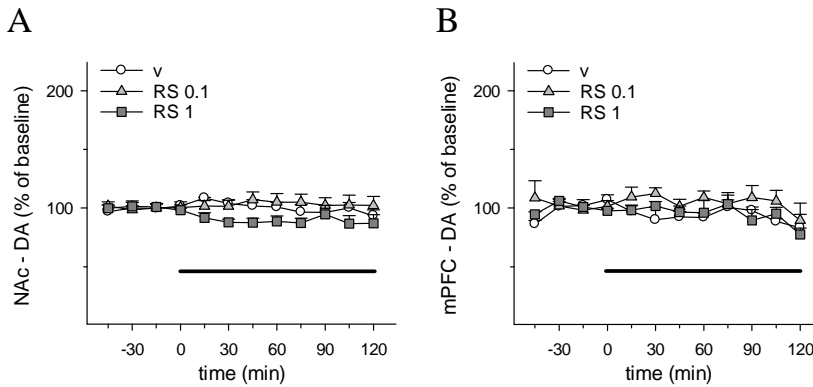 A
v
RS 0.1
RS 1
200
100
NAc - DA (% of baseline)
-30 0 30 60 90 120
time (min)
B
v
RS 0.1
RS 1
200
100
mPFC - DA (% of baseline)
-30 0 30 60 90 120
time (min)